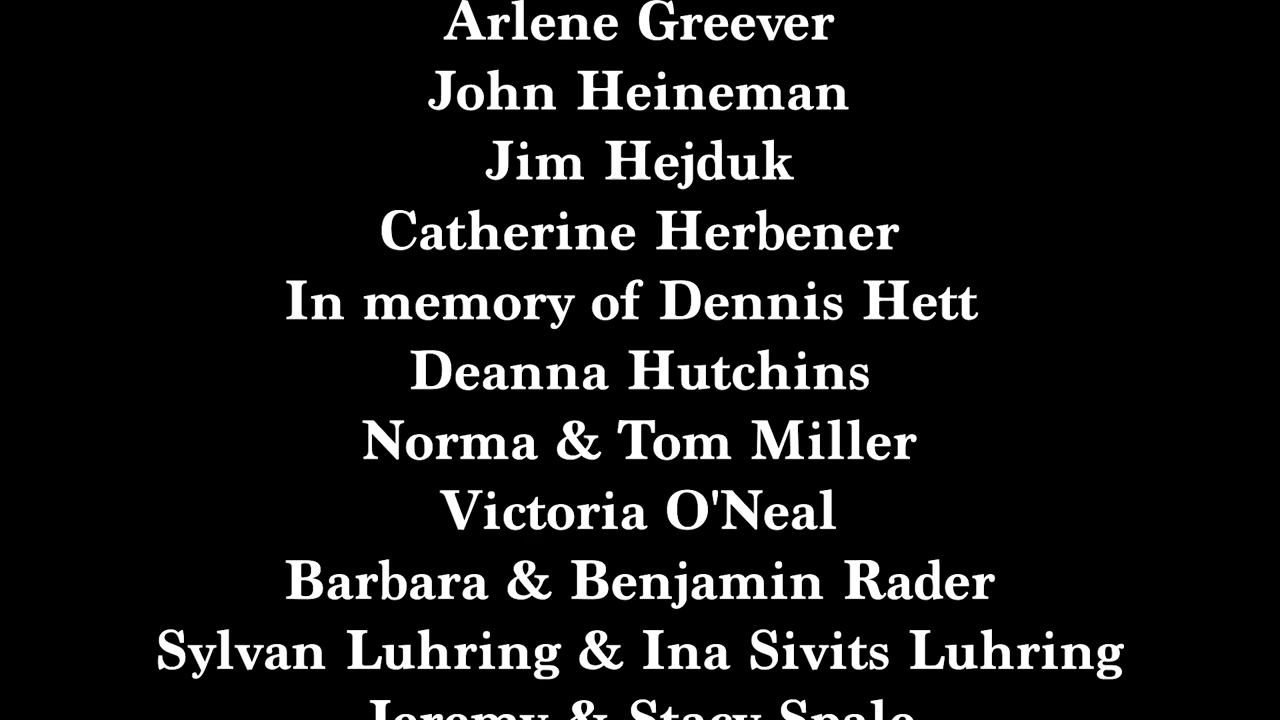 Arlene Greever
John Heineman
Jim Hejduk
Catherine Herbener
In memory of Dennis Hett
Deanna Hutchins
Norma & Tom Miller
Victoria O'Neal
Barbara & Benjamin Rader
Sylvan Luhring & Ina Sivits Luhring
Jeremy & Stacy Spale